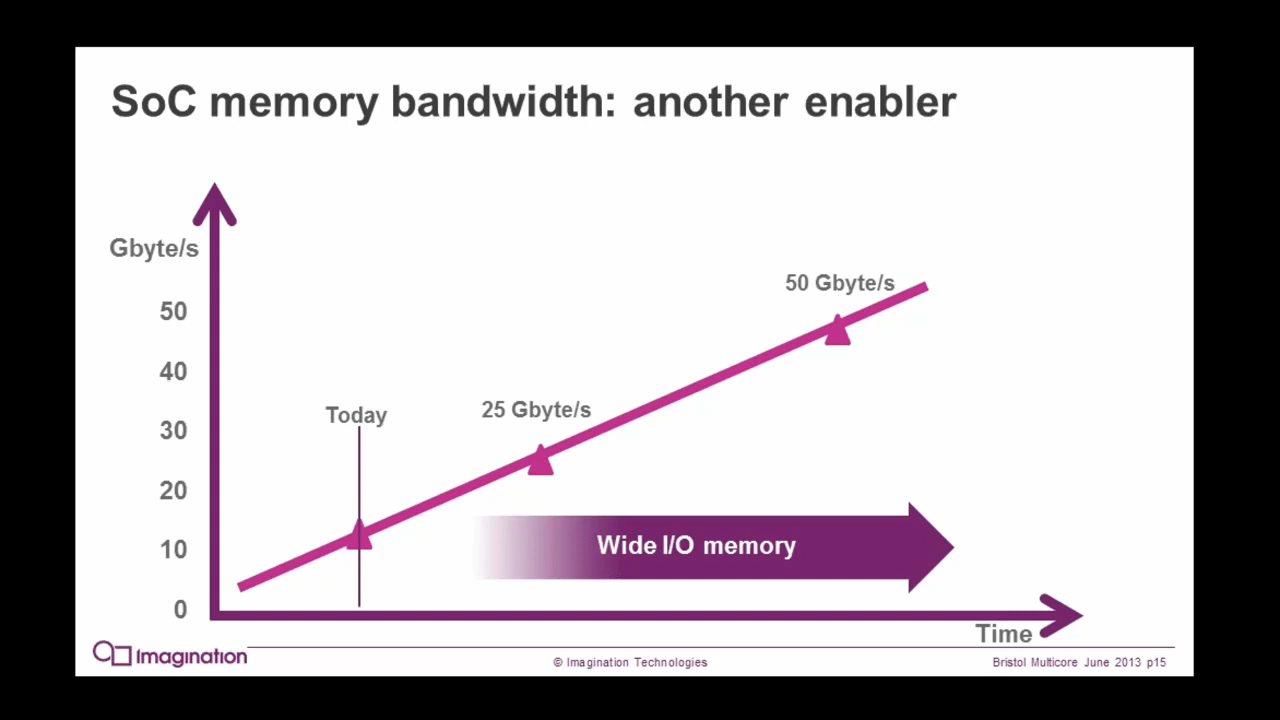 SoC memory bandwidth: another enabler
Gbyte/s
50
40
30
20
10
0
Today
25 Gbyte/s
50 Gbyte/s
Wide I/O memory
Time
Imagination
© Imagination Technologies
Bristol Multicore June 2013 p15